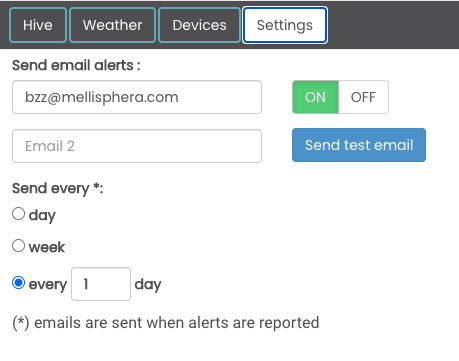 Hive Weather Devices Settings
Send email alerts :
bzz@mellisphera.com ON OFF
Email 2 Send test email
Send every *:
day
week
every 1 day
(*) emails are sent when alerts are reported